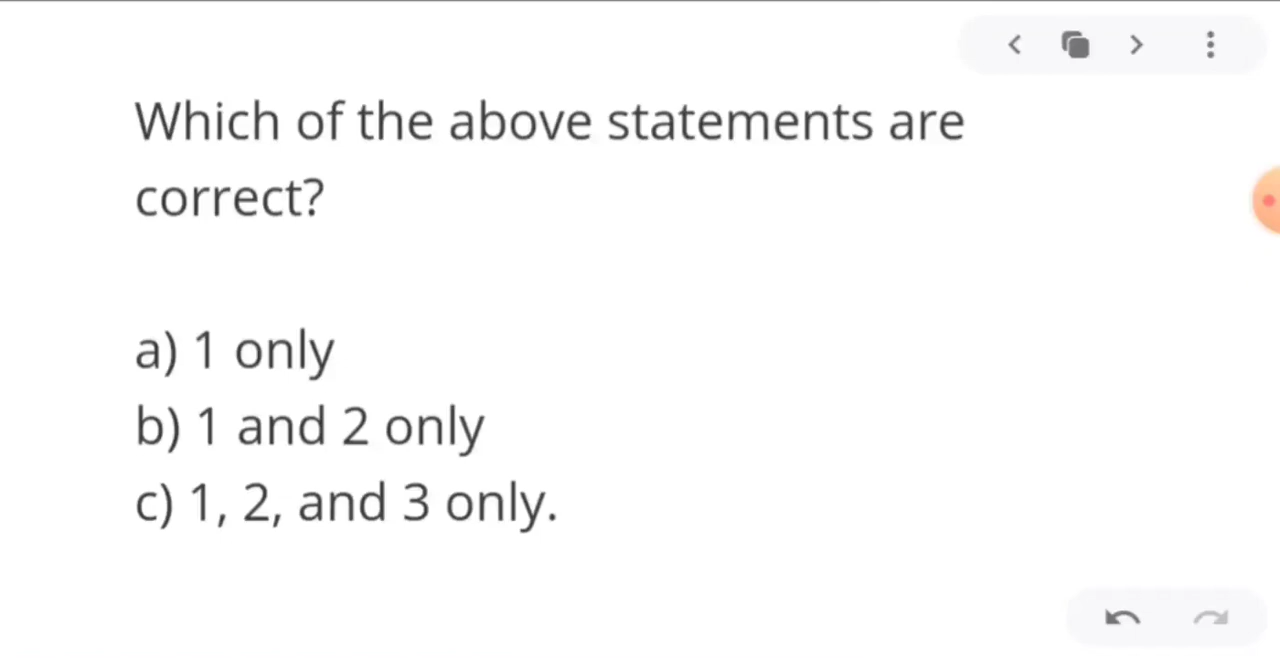 Which of the above statements are
correct?
a) 1 only
b) 1 and 2 only
c) 1, 2, and 3 only.